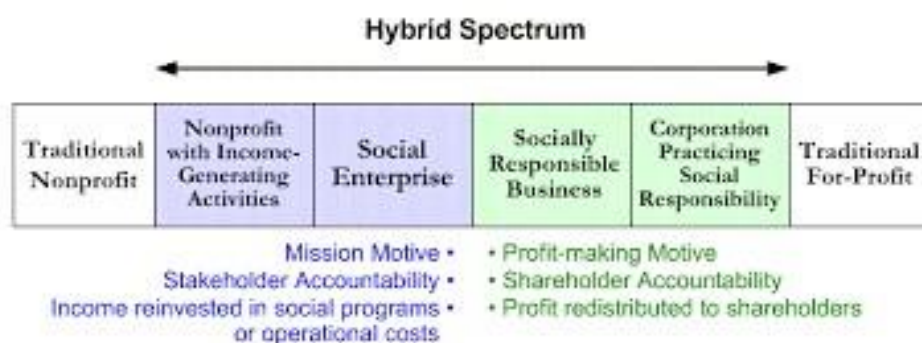 Hybrid Spectrum
Traditional
Nonprofit
Nonprofit
with Income-
Generating
Activities
Social
Enterprise
Socially
Responsible
Business
Corporation
Practicing
Social
Responsibility
Traditional
For-Profit
Mission Motive •
Stakeholder Accountability •
Income reinvested in social programs •
or operational costs
• Profit-making Motive
• Shareholder Accountability
• Profit redistributed to shareholders